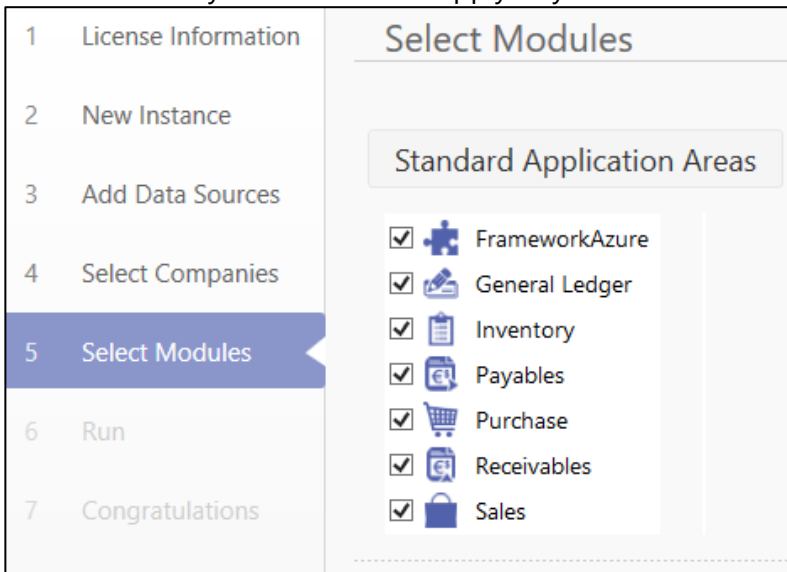 1 License Information
2 New Instance
3 Add Data Sources
4 Select Companies
5 Select Modules
6 Run
7 Congratulations
Select Modules
Standard Application Areas
FrameworkAzure
General Ledger
Inventory
Payables
Purchase
Receivables
Sales